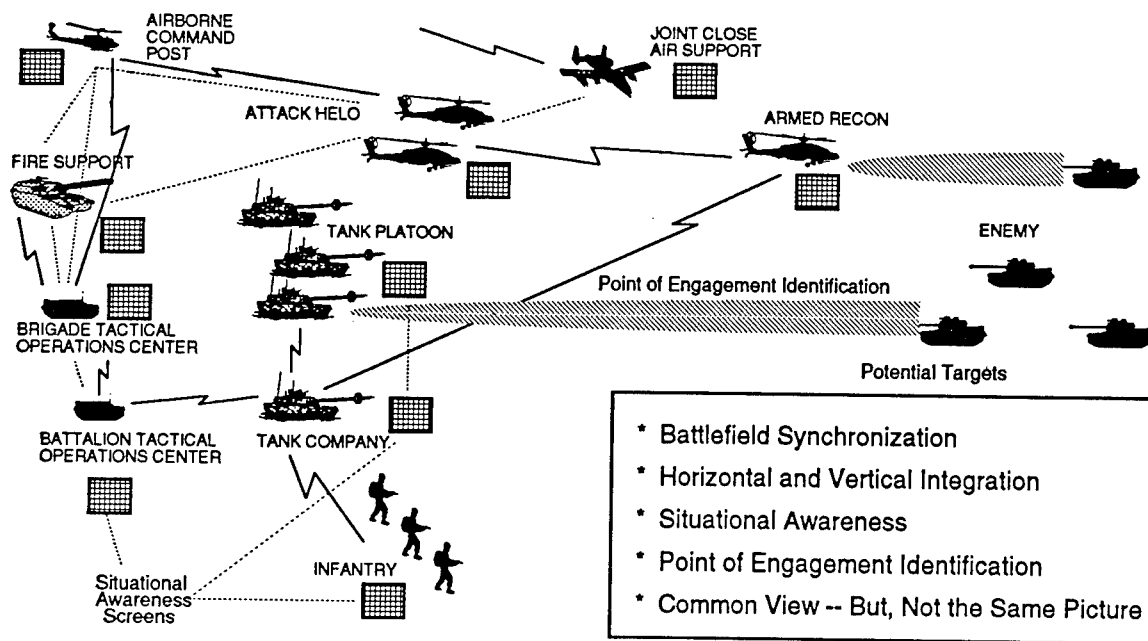 AIRBORNE
COMMAND
POST
JOINT CLOSE
AIR SUPPORT
ATTACK HELO
ARMED RECON
FIRE SUPPORT
TANK PLATOON
ENEMY
Point of Engagement Identification
BRIGADE TACTICAL
OPERATIONS CENTER
Potential Targets
BATTALION TACTICAL
OPERATIONS CENTER
TANK COMPANY
INFANTRY
Situational
Awareness
Screens
* Battlefield Synchronization
* Horizontal and Vertical Integration
* Situational Awareness
* Point of Engagement Identification
* Common View -- But, Not the Same Picture